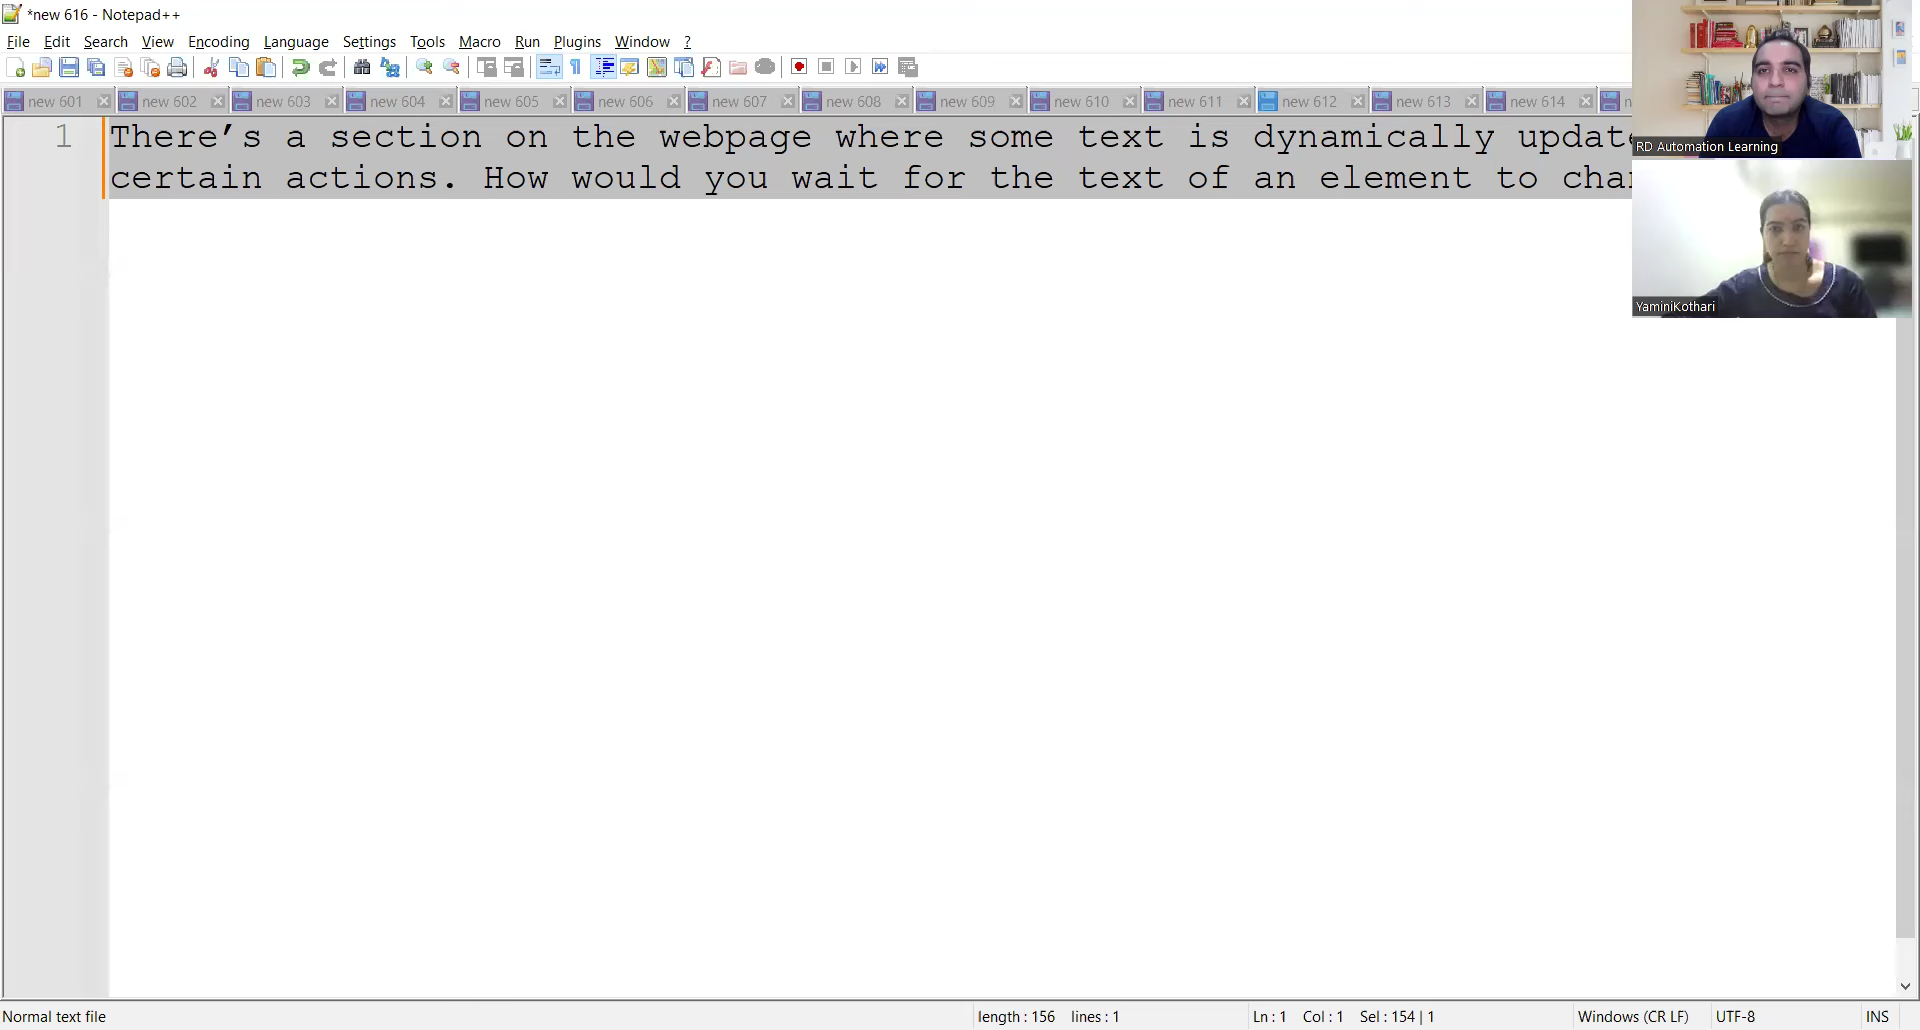 *new 616 - Notepad++
File Edit Search View Encoding Language Settings Tools Macro Run Plugins Window ?
new 601 new 602 new 603 new 604 new 605 new 606 new 607 new 608 new 609 new 610 new 611 new 612 new 613 new 614
1 There’s a section on the webpage where some text is dynamically
certain actions. How would you wait for the text of an element to
RD Automation Learning
YaminiKothari
Normal text file length : 156 lines : 1 Ln : 1 Col : 1 Sel : 154 | 1 Windows (CR LF) UTF-8 INS